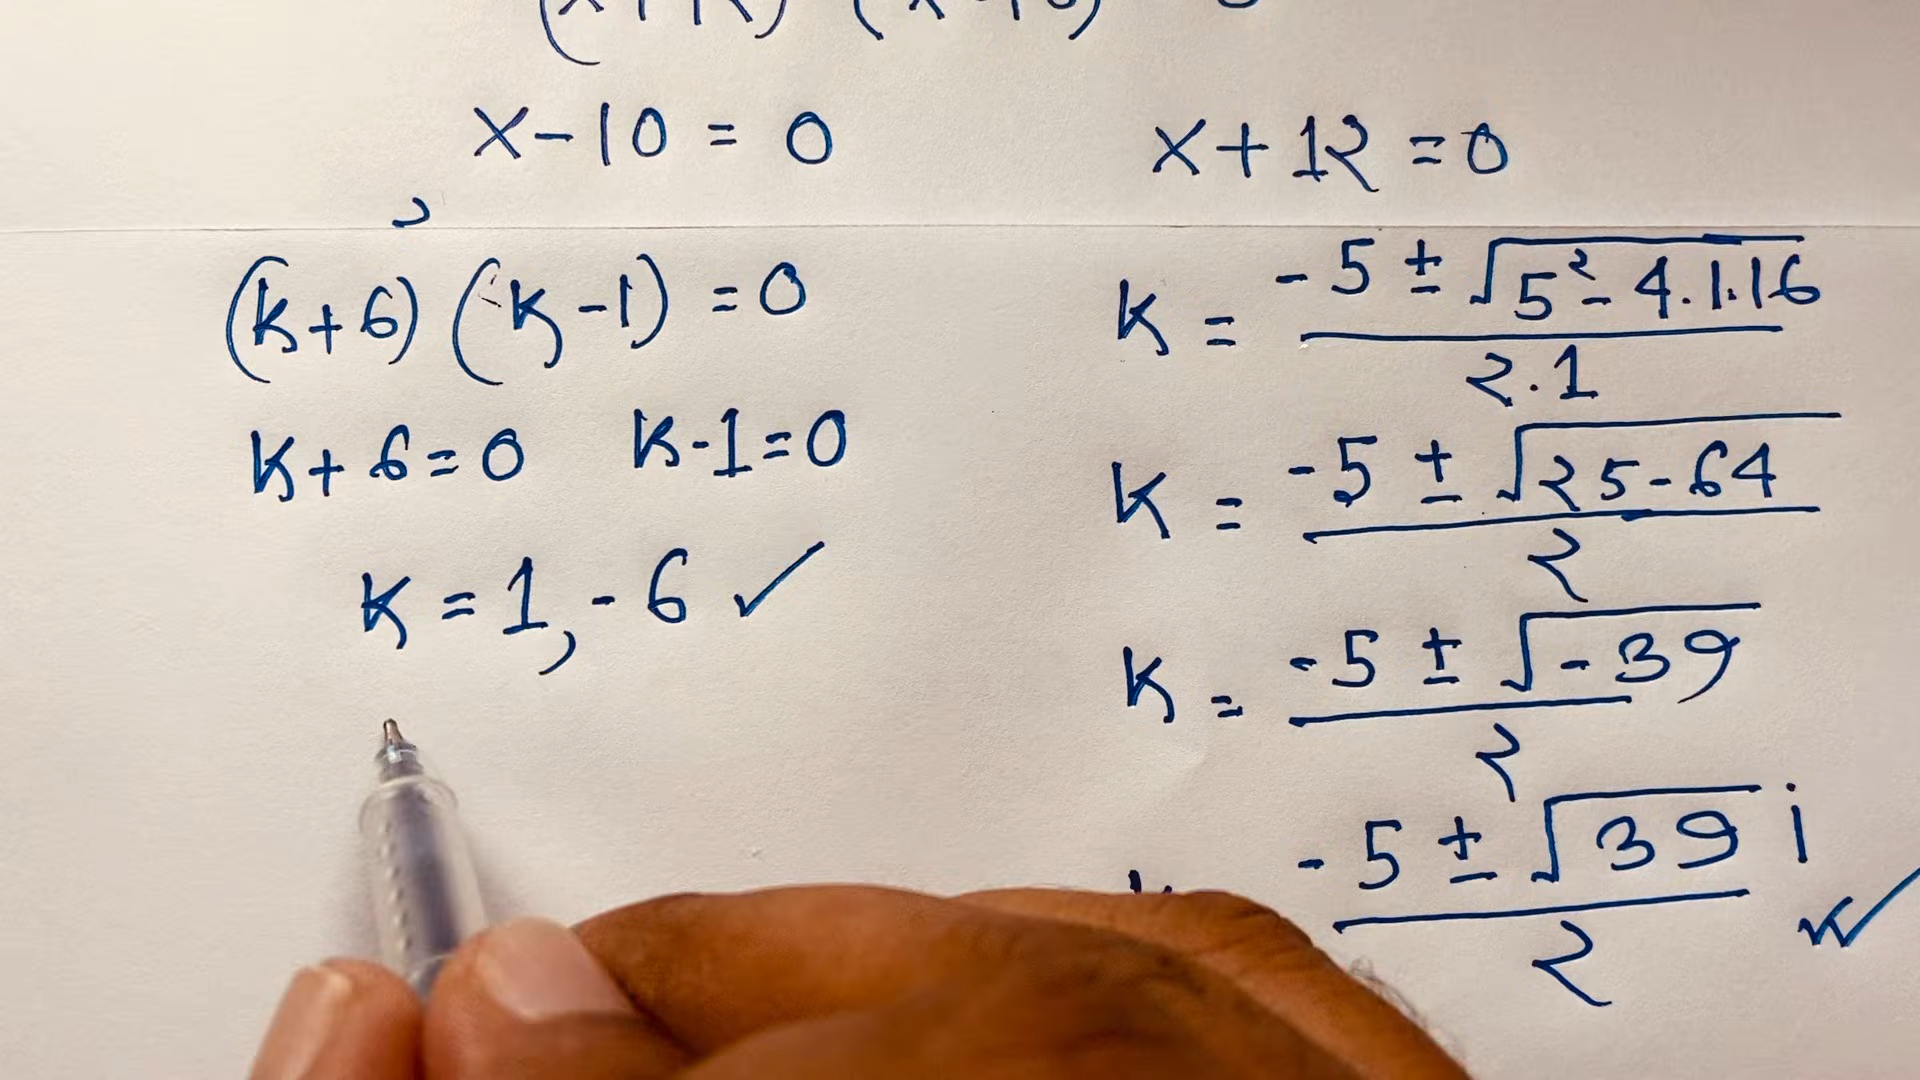 x-10 = 0
x+12 = 0
(k+6) (k-1) = 0
k+6=0 k-1=0
k = 1, -6 ✓
k = -5 ± √5²-4.1.16 / 2.1
k = -5 ± √25-64 / 2
k = -5 ± √-39 / 2
-5 ± √39 i / 2